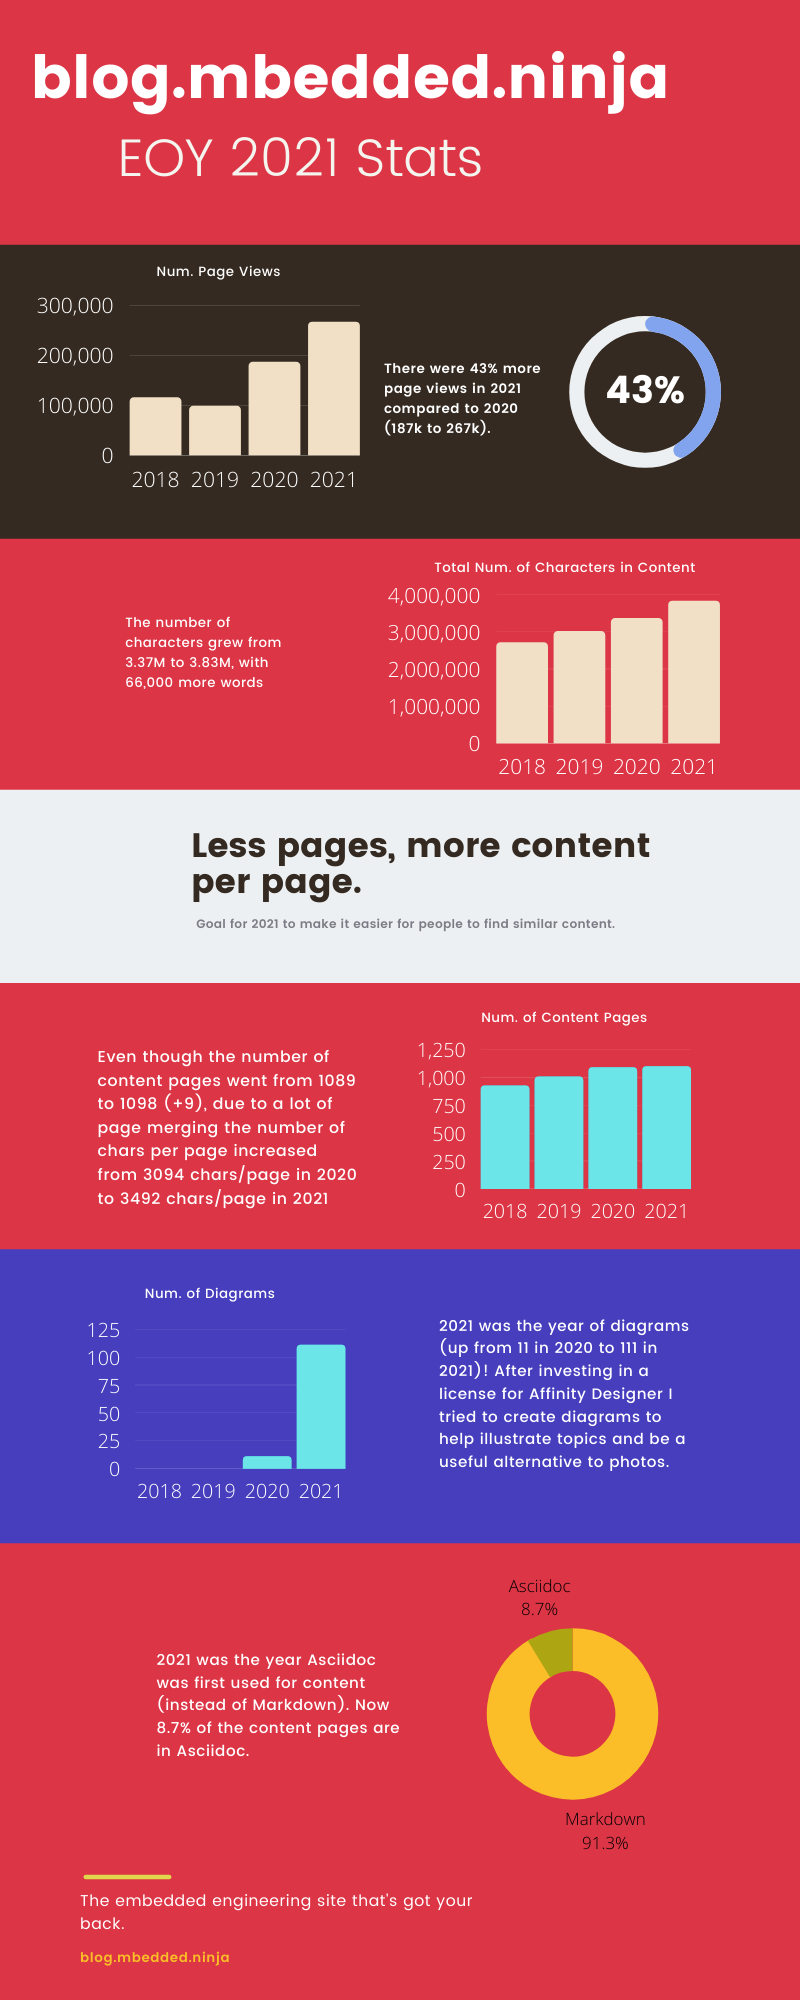 blog.mbedded.ninja
EOY 2021 Stats
Num. Page Views
300,000
200,000
100,000
0
2018 2019 2020 2021
There were 43% more
page views in 2021
compared to 2020
(187k to 267k).
43%
The number of
characters grew from
3.37M to 3.83M, with
66,000 more words
Total Num. of Characters in Content
4,000,000
3,000,000
2,000,000
1,000,000
0
2018 2019 2020 2021
Less pages, more content
per page.
Goal for 2021 to make it easier for people to find similar content.
Even though the number of
content pages went from 1089
to 1098 (+9), due to a lot of
page merging the number of
chars per page increased
from 3094 chars/page in 2020
to 3492 chars/page in 2021
Num. of Content Pages
1,250
1,000
750
500
250
0
2018 2019 2020 2021
Num. of Diagrams
125
100
75
50
25
0
2018 2019 2020 2021
2021 was the year of diagrams
(up from 11 in 2020 to 111 in
2021)! After investing in a
license for Affinity Designer I
tried to create diagrams to
help illustrate topics and be a
useful alternative to photos.
2021 was the year Asciidoc
was first used for content
(instead of Markdown). Now
8.7% of the content pages are
in Asciidoc.
Asciidoc
8.7%
Markdown
91.3%
The embedded engineering site that's got your
back.
blog.mbedded.ninja